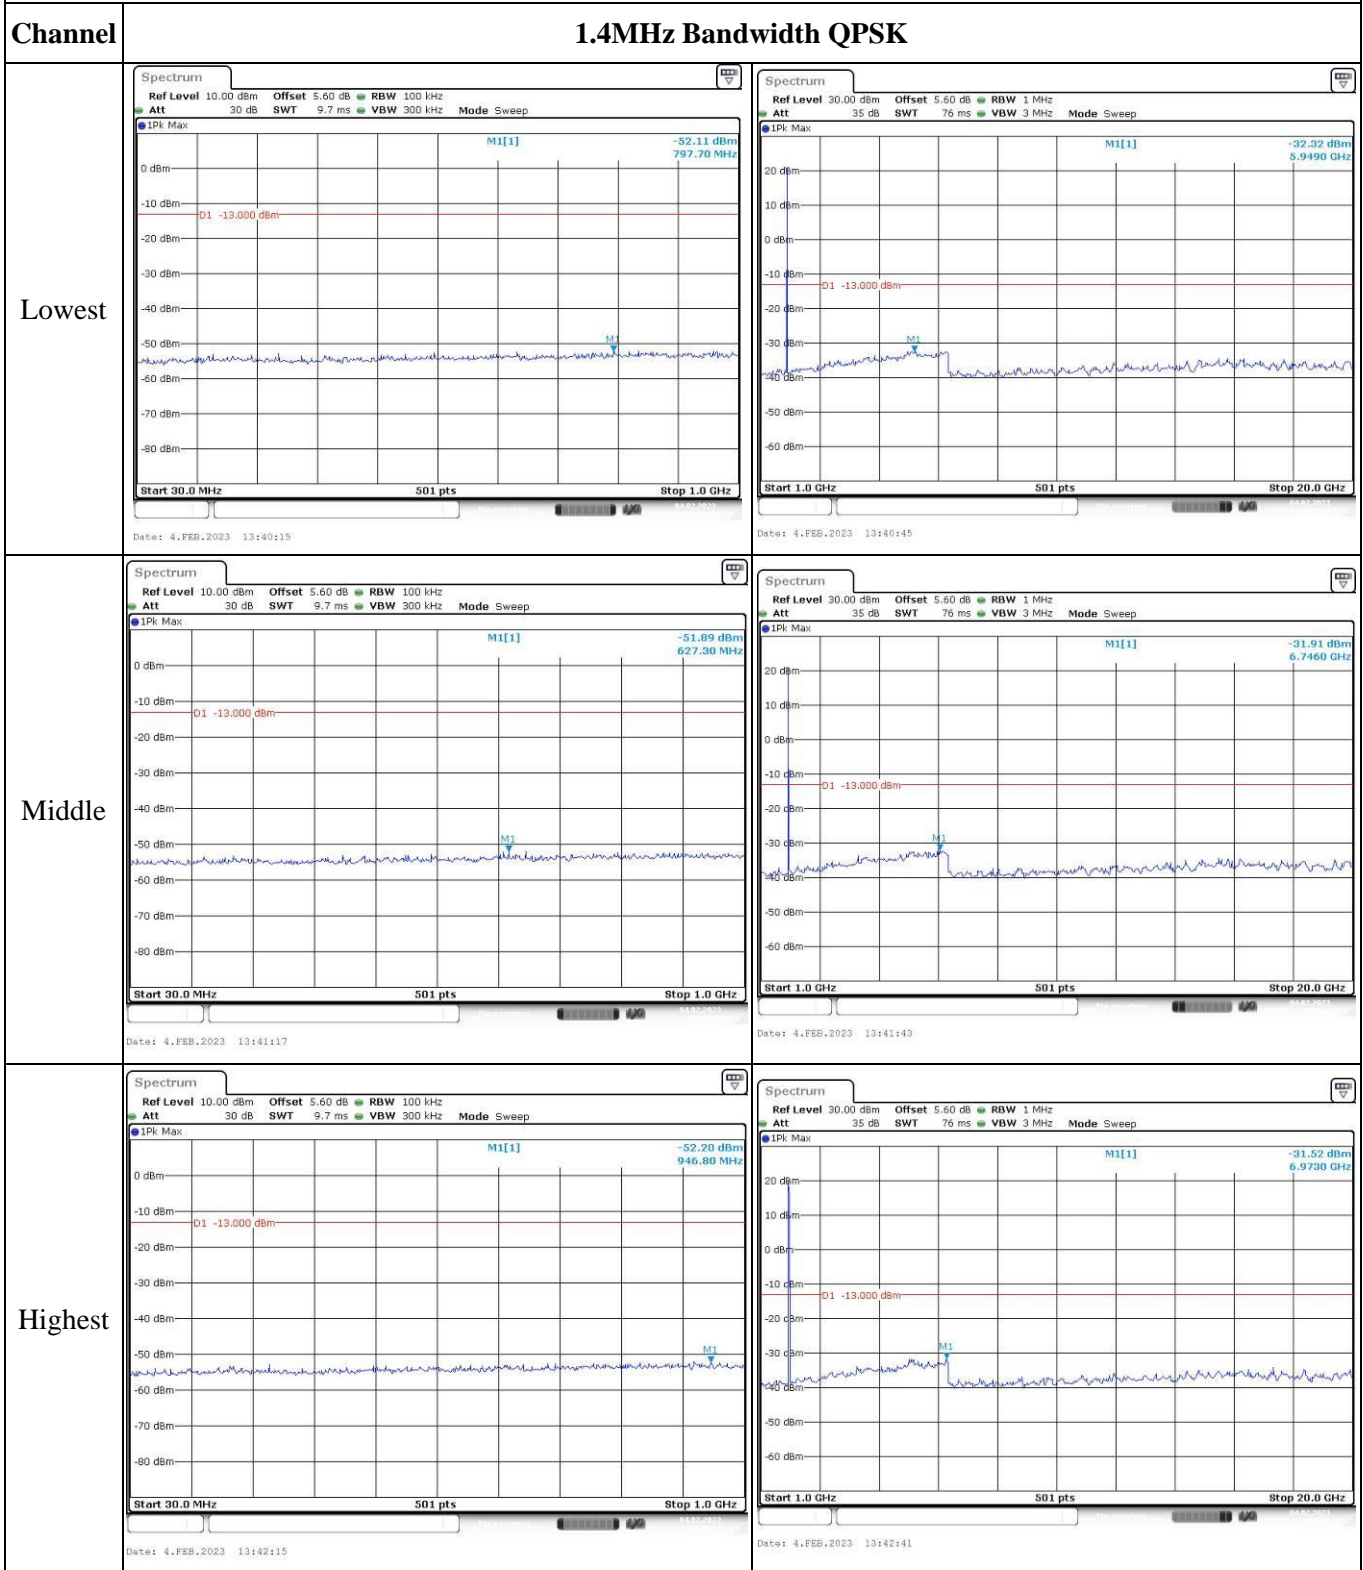 Channel 1.4MHz Bandwidth QPSK
Lowest
Spectrum
Ref Level 10.00 dBm Offset 5.60 dB RBW 100 kHz
Att 30 dB SWT 9.7 ms VBW 300 kHz Mode Sweep
1Pk Max
M1[1] -52.11 dBm
797.70 MHz
0 dBm
-10 dBm
D1 -13.000 dBm
-20 dBm
-30 dBm
-40 dBm
-50 dBm
M1
-60 dBm
-70 dBm
-80 dBm
Start 30.0 MHz 501 pts Stop 1.0 GHz
Date: 4.FEB.2023 13:40:15
Spectrum
Ref Level 30.00 dBm Offset 5.60 dB RBW 1 MHz
Att 35 dB SWT 76 ms VBW 3 MHz Mode Sweep
1Pk Max
M1[1] -32.32 dBm
5.9490 GHz
20 dBm
10 dBm
0 dBm
-10 dBm
D1 -13.000 dBm
-20 dBm
-30 dBm
M1
-40 dBm
-50 dBm
-60 dBm
Start 1.0 GHz 501 pts Stop 20.0 GHz
Date: 4.FEB.2023 13:40:45
Middle
Spectrum
Ref Level 10.00 dBm Offset 5.60 dB RBW 100 kHz
Att 30 dB SWT 9.7 ms VBW 300 kHz Mode Sweep
1Pk Max
M1[1] -51.89 dBm
627.30 MHz
0 dBm
-10 dBm
D1 -13.000 dBm
-20 dBm
-30 dBm
-40 dBm
-50 dBm
M1
-60 dBm
-70 dBm
-80 dBm
Start 30.0 MHz 501 pts Stop 1.0 GHz
Date: 4.FEB.2023 13:41:17
Spectrum
Ref Level 30.00 dBm Offset 5.60 dB RBW 1 MHz
Att 35 dB SWT 76 ms VBW 3 MHz Mode Sweep
1Pk Max
M1[1] -31.91 dBm
6.7460 GHz
20 dBm
10 dBm
0 dBm
-10 dBm
D1 -13.000 dBm
-20 dBm
-30 dBm
M1
-40 dBm
-50 dBm
-60 dBm
Start 1.0 GHz 501 pts Stop 20.0 GHz
Date: 4.FEB.2023 13:41:43
Highest
Spectrum
Ref Level 10.00 dBm Offset 5.60 dB RBW 100 kHz
Att 30 dB SWT 9.7 ms VBW 300 kHz Mode Sweep
1Pk Max
M1[1] -52.20 dBm
946.80 MHz
0 dBm
-10 dBm
D1 -13.000 dBm
-20 dBm
-30 dBm
-40 dBm
-50 dBm
M1
-60 dBm
-70 dBm
-80 dBm
Start 30.0 MHz 501 pts Stop 1.0 GHz
Date: 4.FEB.2023 13:42:15
Spectrum
Ref Level 30.00 dBm Offset 5.60 dB RBW 1 MHz
Att 35 dB SWT 76 ms VBW 3 MHz Mode Sweep
1Pk Max
M1[1] -31.52 dBm
6.9730 GHz
20 dBm
10 dBm
0 dBm
-10 dBm
D1 -13.000 dBm
-20 dBm
-30 dBm
M1
-40 dBm
-50 dBm
-60 dBm
Start 1.0 GHz 501 pts Stop 20.0 GHz
Date: 4.FEB.2023 13:42:41